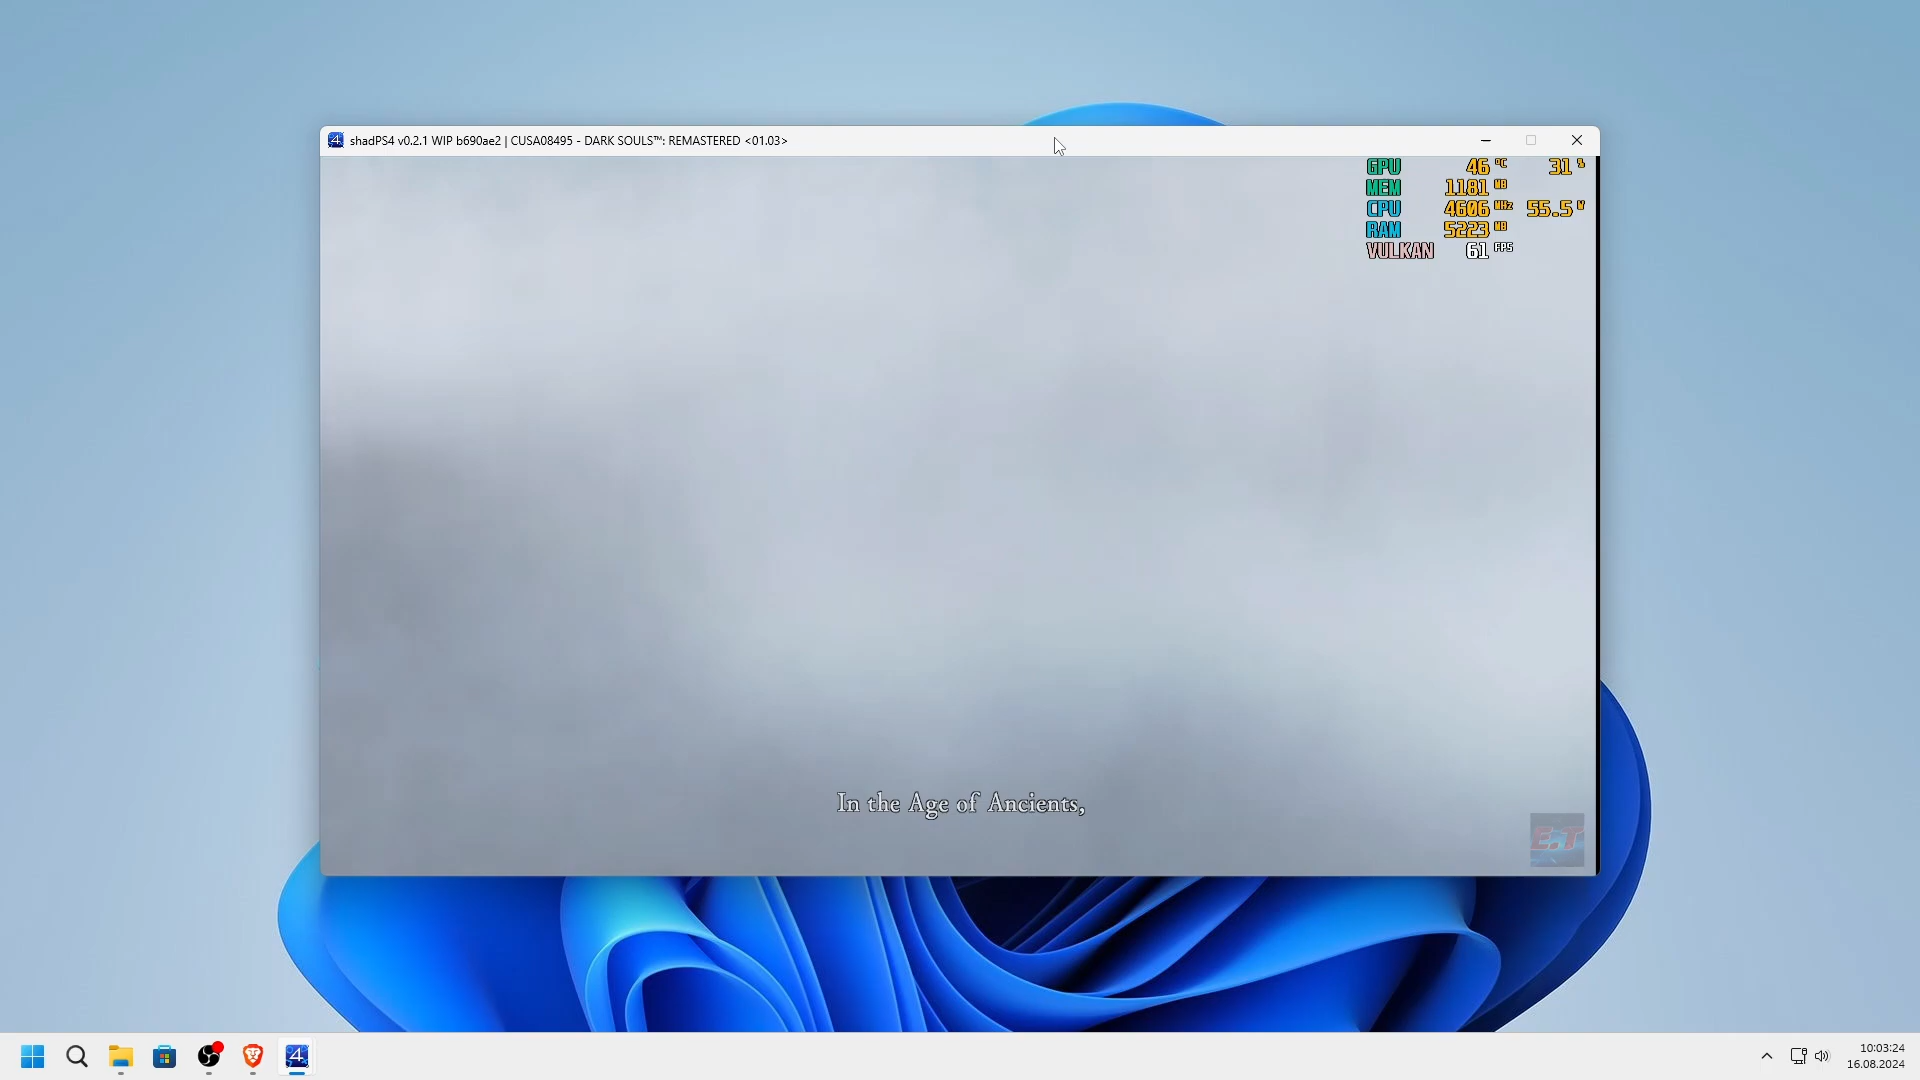 shadPS4 v0.2.1 WIP b690ae2 | CUSA08495 - DARK SOULS™: REMASTERED <01.03>
GPU 46 °C 31 %
MEM 1181 MB
CPU 4606 MHz 55.5 W
RAM 5223 MB
VULKAN 61 FPS
In the Age of Ancients,
E.T
4
10:03:24
16.08.2024